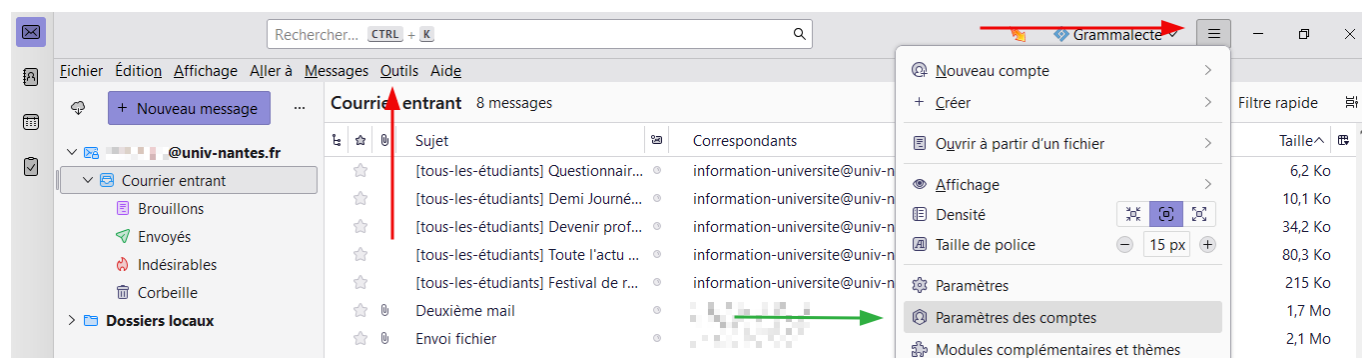 Rechercher... CTRL + K
Grammalecte
Fichier Édition Affichage Aller à Messages Outils Aide
+ Nouveau message
@univ-nantes.fr
Courrier entrant
Brouillons
Envoyés
Indésirables
Corbeille
Dossiers locaux
Courrier entrant 8 messages
Filtre rapide
Sujet Correspondants Taille
[tous-les-étudiants] Questionnair... information-universite@univ-n 6,2 Ko
[tous-les-étudiants] Demi Journé... information-universite@univ-n 10,1 Ko
[tous-les-étudiants] Devenir prof... information-universite@univ-n 34,2 Ko
[tous-les-étudiants] Toute l'actu ... information-universite@univ-n 80,3 Ko
[tous-les-étudiants] Festival de r... information-universite@univ-n 215 Ko
Deuxième mail 1,7 Mo
Envoi fichier 2,1 Mo
Nouveau compte
+ Créer
Ouvrir à partir d'un fichier
Affichage
Densité
Taille de police 15 px
Paramètres
Paramètres des comptes
Modules complémentaires et thèmes